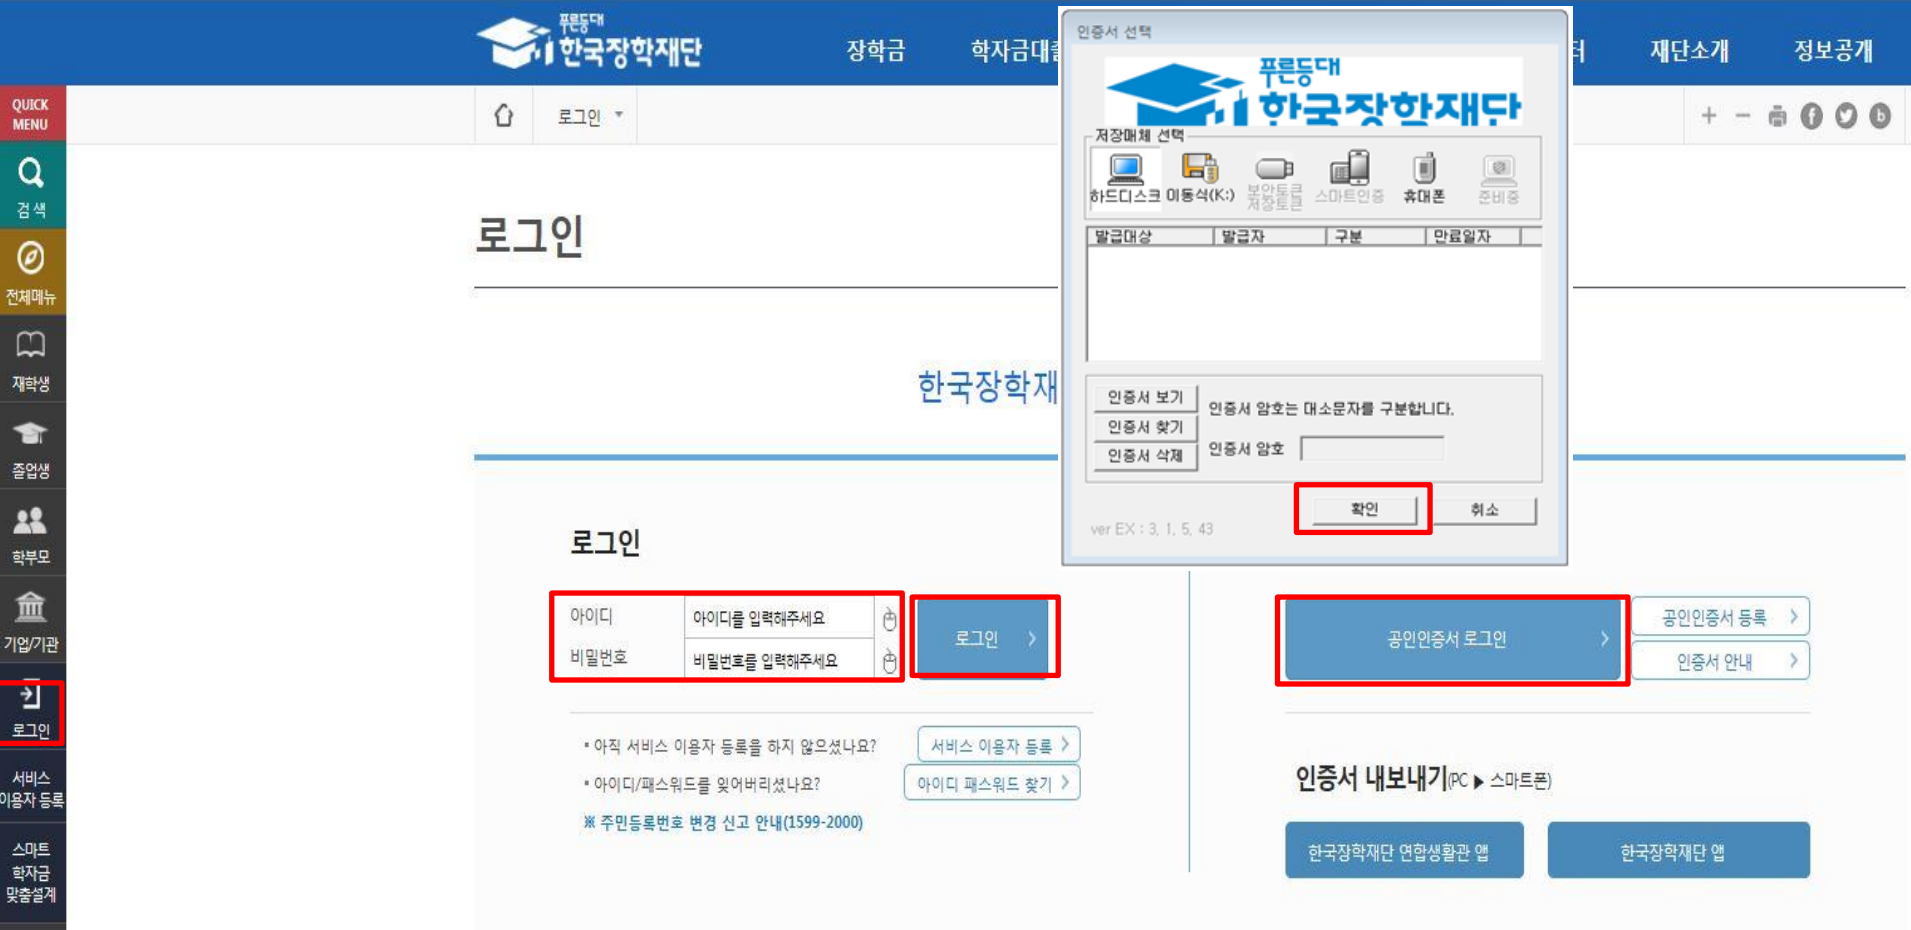 푸른등대
한국장학재단
장학금
학자금대출
터
재단소개
정보공개
QUICK
MENU
검색
전체메뉴
재학생
졸업생
학부모
기업/기관
로그인
서비스
이용자 등록
스마트
학자금
맞춤설계
로그인
로그인
한국장학재
인증서 선택
푸른등대
한국장학재단
저장매체 선택
하드디스크 이동식(K:) 보안토큰 스마트인증 휴대폰 준비중
저장토큰
발급대상 발급자 구분 만료일자
인증서 보기
인증서 찾기
인증서 삭제
인증서 암호는 대소문자를 구분합니다.
인증서 암호
확인 취소
ver EX : 3, 1, 5, 43
로그인
아이디 아이디를 입력해주세요
비밀번호 비밀번호를 입력해주세요
로그인
▪ 아직 서비스 이용자 등록을 하지 않으셨나요? 서비스 이용자 등록
▪ 아이디/패스워드를 잊어버리셨나요? 아이디 패스워드 찾기
※ 주민등록번호 변경 신고 안내(1599-2000)
공인인증서 로그인
공인인증서 등록
인증서 안내
인증서 내보내기(PC ▶ 스마트폰)
한국장학재단 연합생활관 앱
한국장학재단 앱